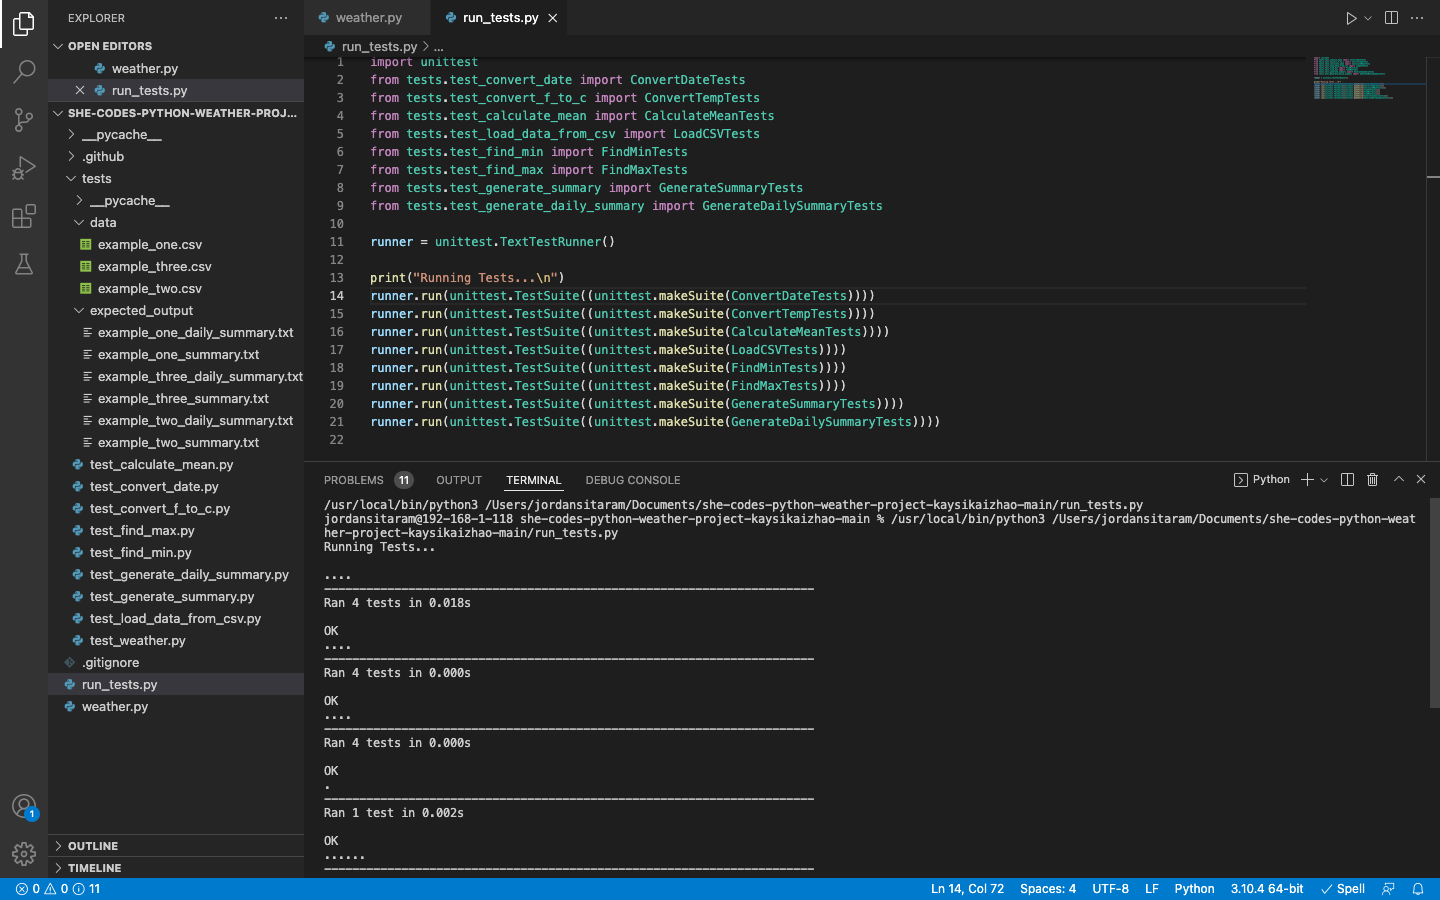 EXPLORER
OPEN EDITORS
weather.py
run_tests.py
SHE-CODES-PYTHON-WEATHER-PROJ...
__pycache__
.github
tests
__pycache__
data
example_one.csv
example_three.csv
example_two.csv
expected_output
example_one_daily_summary.txt
example_one_summary.txt
example_three_daily_summary.txt
example_three_summary.txt
example_two_daily_summary.txt
example_two_summary.txt
test_calculate_mean.py
test_convert_date.py
test_convert_f_to_c.py
test_find_max.py
test_find_min.py
test_generate_daily_summary.py
test_generate_summary.py
test_load_data_from_csv.py
test_weather.py
.gitignore
run_tests.py
weather.py
OUTLINE
TIMELINE
1
weather.py
run_tests.py
run_tests.py > ...
1 import unittest
2 from tests.test_convert_date import ConvertDateTests
3 from tests.test_convert_f_to_c import ConvertTempTests
4 from tests.test_calculate_mean import CalculateMeanTests
5 from tests.test_load_data_from_csv import LoadCSVTests
6 from tests.test_find_min import FindMinTests
7 from tests.test_find_max import FindMaxTests
8 from tests.test_generate_summary import GenerateSummaryTests
9 from tests.test_generate_daily_summary import GenerateDailySummaryTests
10
11 runner = unittest.TextTestRunner()
12
13 print("Running Tests...\n")
14 runner.run(unittest.TestSuite((unittest.makeSuite(ConvertDateTests))))
15 runner.run(unittest.TestSuite((unittest.makeSuite(ConvertTempTests))))
16 runner.run(unittest.TestSuite((unittest.makeSuite(CalculateMeanTests))))
17 runner.run(unittest.TestSuite((unittest.makeSuite(LoadCSVTests))))
18 runner.run(unittest.TestSuite((unittest.makeSuite(FindMinTests))))
19 runner.run(unittest.TestSuite((unittest.makeSuite(FindMaxTests))))
20 runner.run(unittest.TestSuite((unittest.makeSuite(GenerateSummaryTests))))
21 runner.run(unittest.TestSuite((unittest.makeSuite(GenerateDailySummaryTests))))
22
PROBLEMS 11 OUTPUT TERMINAL DEBUG CONSOLE Python
/usr/local/bin/python3 /Users/jordansitaram/Documents/she-codes-python-weather-project-kaysikaizhao-main/run_tests.py
jordansitaram@192-168-1-118 she-codes-python-weather-project-kaysikaizhao-main % /usr/local/bin/python3 /Users/jordansitaram/Documents/she-codes-python-weat
her-project-kaysikaizhao-main/run_tests.py
Running Tests...
....
----------------------------------------------------------------------
Ran 4 tests in 0.018s
OK
....
----------------------------------------------------------------------
Ran 4 tests in 0.000s
OK
....
----------------------------------------------------------------------
Ran 4 tests in 0.000s
OK
.
----------------------------------------------------------------------
Ran 1 test in 0.002s
OK
......
----------------------------------------------------------------------
0 0 11 Ln 14, Col 72 Spaces: 4 UTF-8 LF Python 3.10.4 64-bit Spell